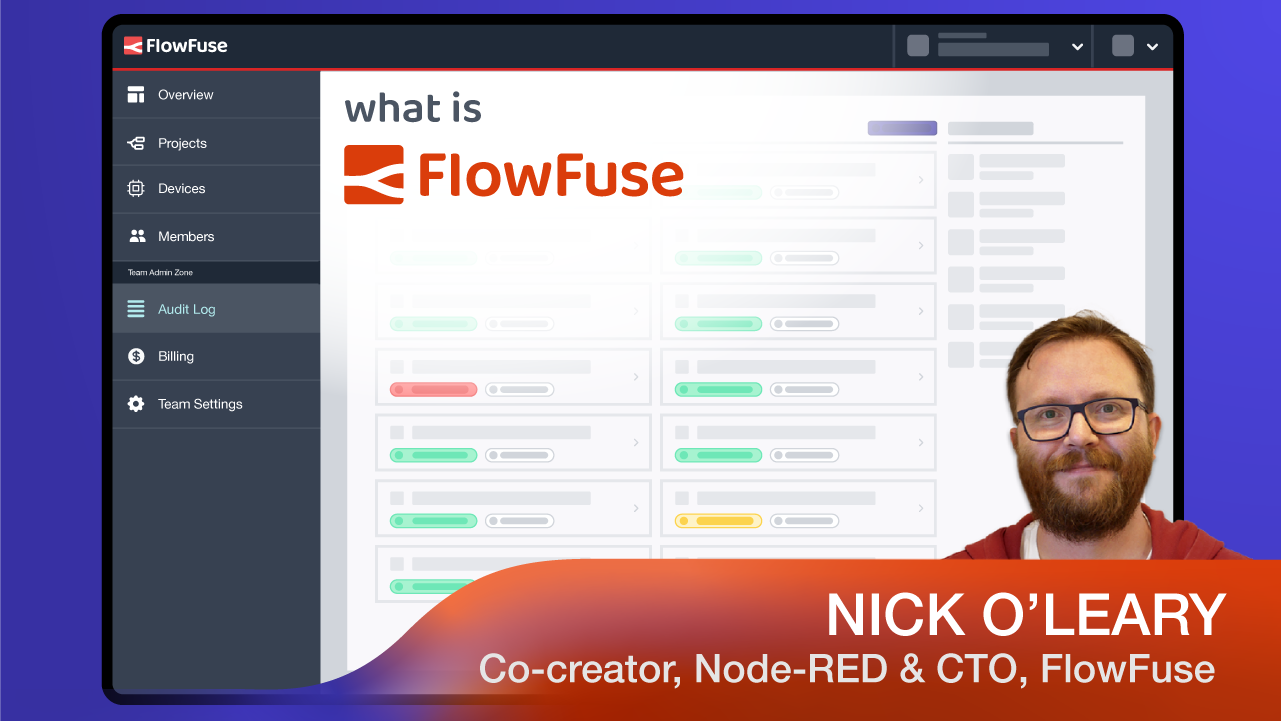 FlowFuse
Overview
Projects
Devices
Members
Team Admin Zone
Audit Log
Billing
Team Settings
what is
FlowFuse
NICK O’LEARY
Co-creator, Node-RED & CTO, FlowFuse